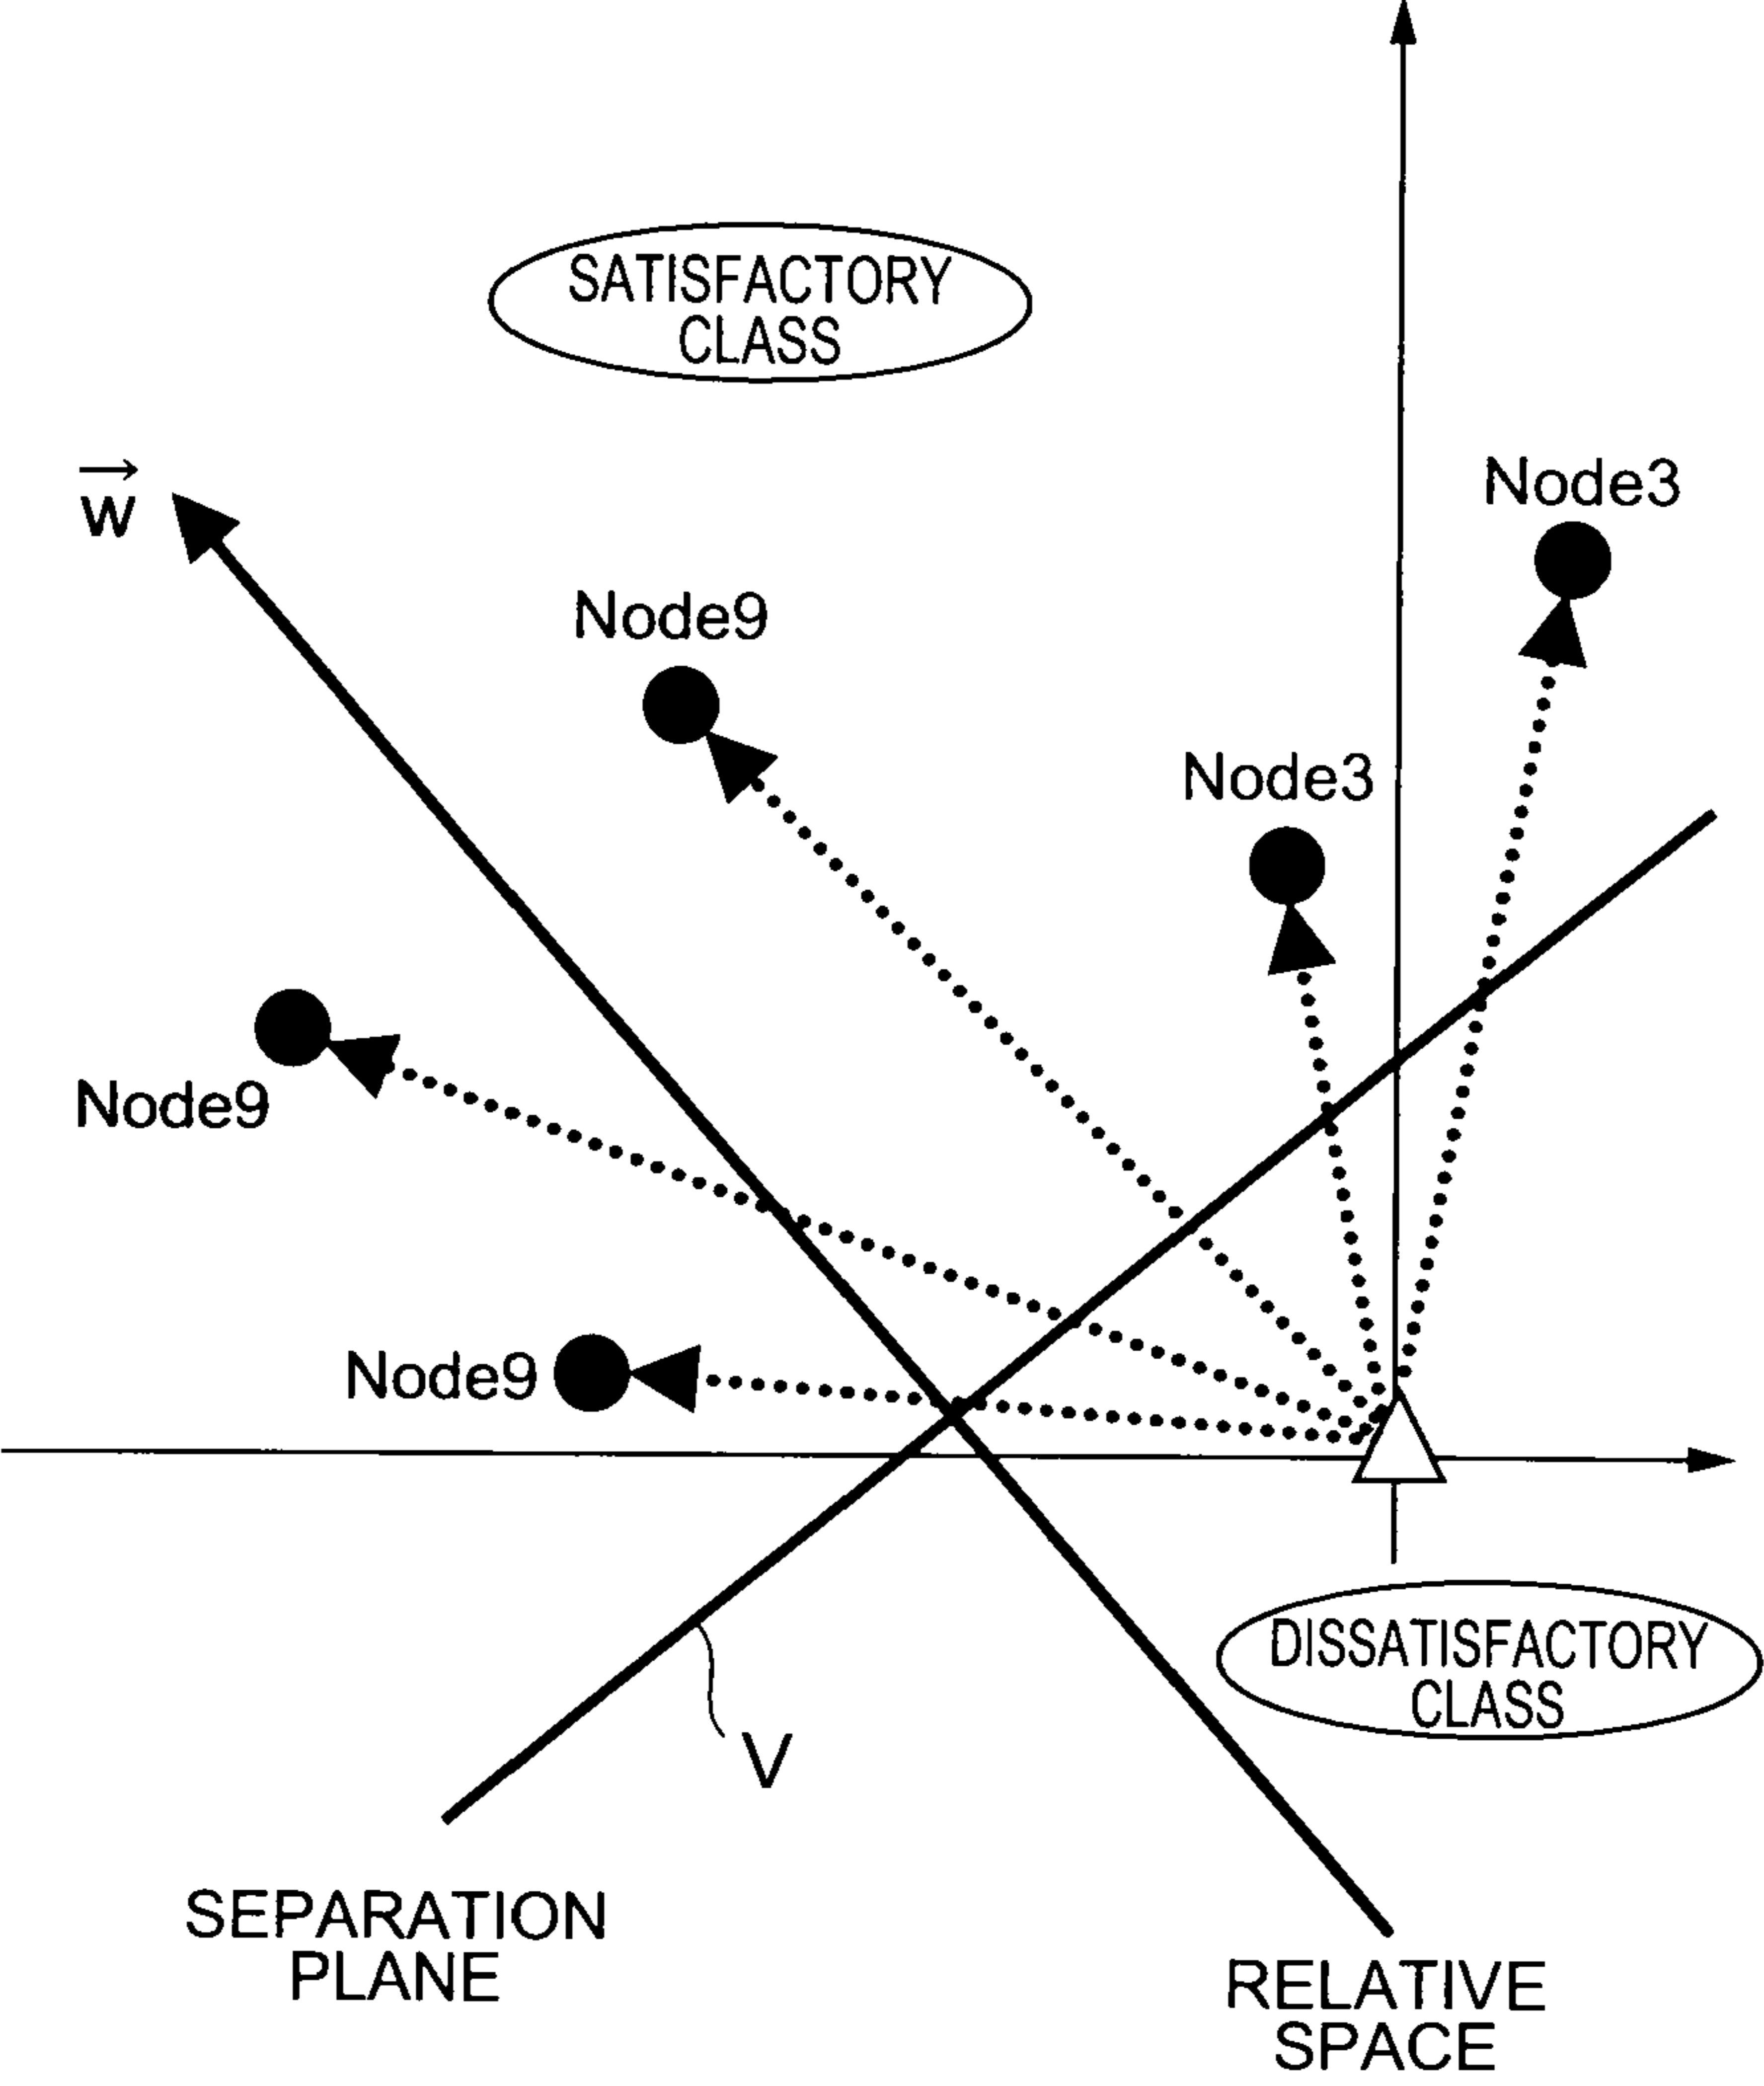 SATISFACTORY
CLASS
w
Node3
Node9
Node3
Node9
Node9
DISSATISFACTORY
CLASS
V
SEPARATION
PLANE
RELATIVE
SPACE